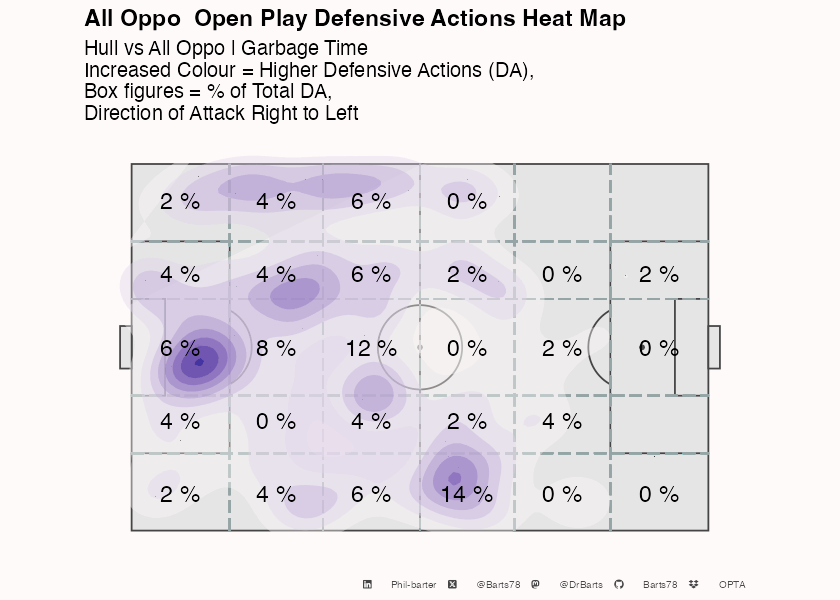 All Oppo  Open Play Defensive Actions Heat Map
Hull vs All Oppo I Garbage Time
Increased Colour = Higher Defensive Actions (DA),
Box figures = % of Total DA,
Direction of Attack Right to Left
2 % 4 % 6 % 0 %
4 % 4 % 6 % 2 % 0 % 2 %
6 % 8 % 12 % 0 % 2 % 0 %
4 % 0 % 4 % 2 % 4 %
2 % 4 % 6 % 14 % 0 % 0 %
Phil-barter @Barts78 @DrBarts Barts78 OPTA